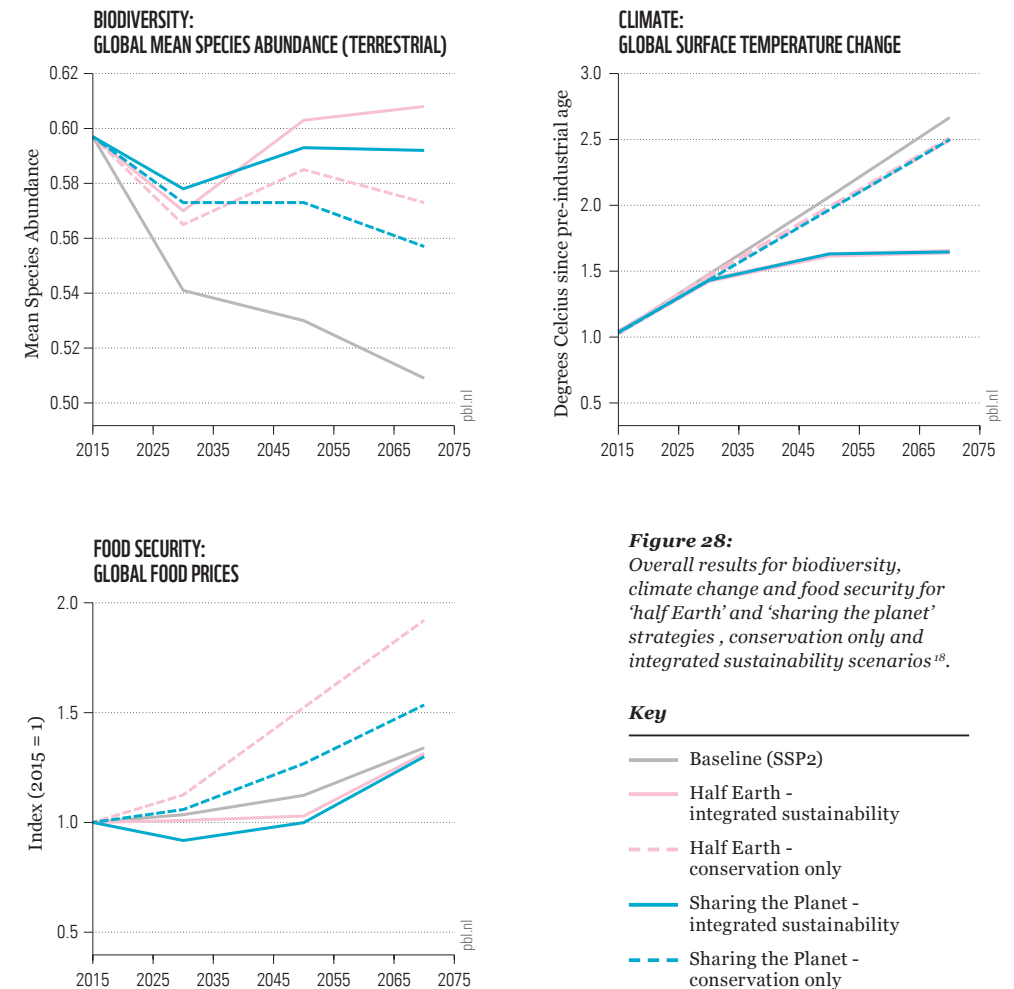 BIODIVERSITY:
GLOBAL MEAN SPECIES ABUNDANCE (TERRESTRIAL)
Mean Species Abundance
0.62
0.60
0.58
0.56
0.54
0.52
0.50
2015 2025 2035 2045 2055 2065 2075
pbl.nl
CLIMATE:
GLOBAL SURFACE TEMPERATURE CHANGE
Degrees Celcius since pre-industrial age
3.0
2.5
2.0
1.5
1.0
0.5
2015 2025 2035 2045 2055 2065 2075
pbl.nl
FOOD SECURITY:
GLOBAL FOOD PRICES
Index (2015 = 1)
2.0
1.5
1.0
0.5
2015 2025 2035 2045 2055 2065 2075
pbl.nl
Figure 28:
Overall results for biodiversity,
climate change and food security for
‘half Earth’ and ‘sharing the planet’
strategies , conservation only and
integrated sustainability scenarios 18.
Key
Baseline (SSP2)
Half Earth -
integrated sustainability
Half Earth -
conservation only
Sharing the Planet -
integrated sustainability
Sharing the Planet -
conservation only